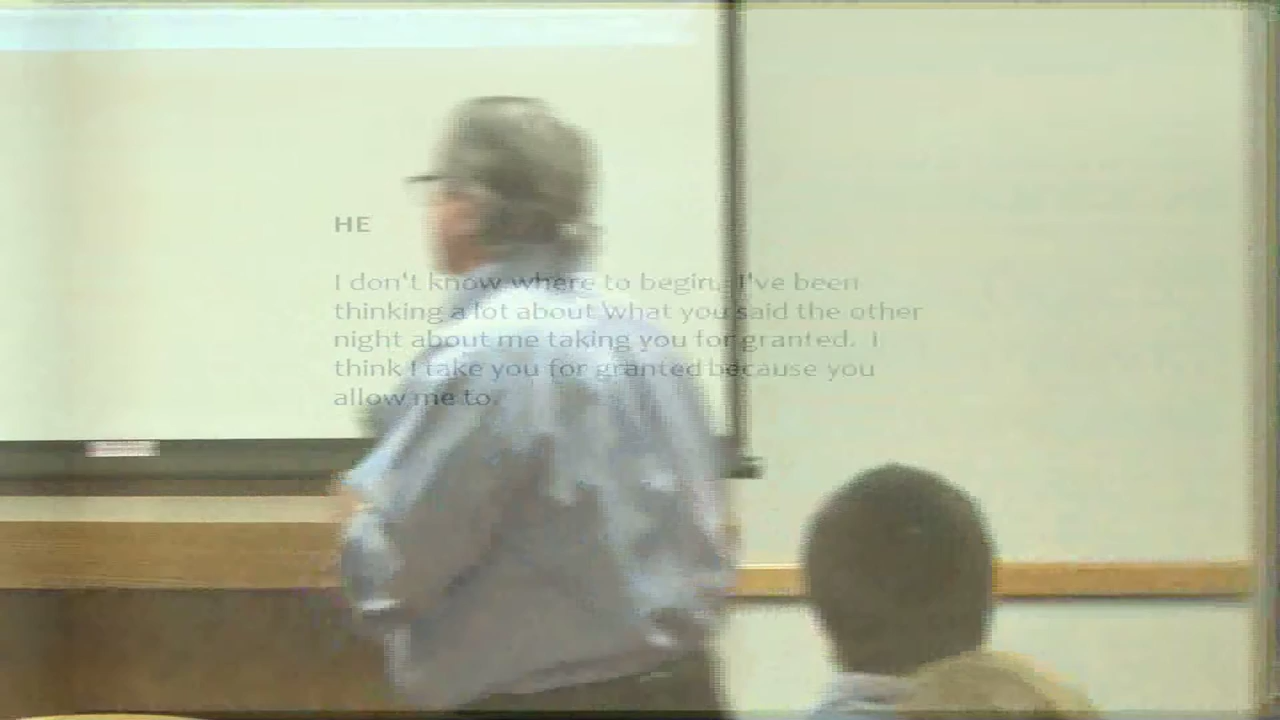 HE
I don't know where to begin. I've been
thinking a lot about what you said the other
night about me taking you for granted. I
think I take you for granted because you
allow me to.